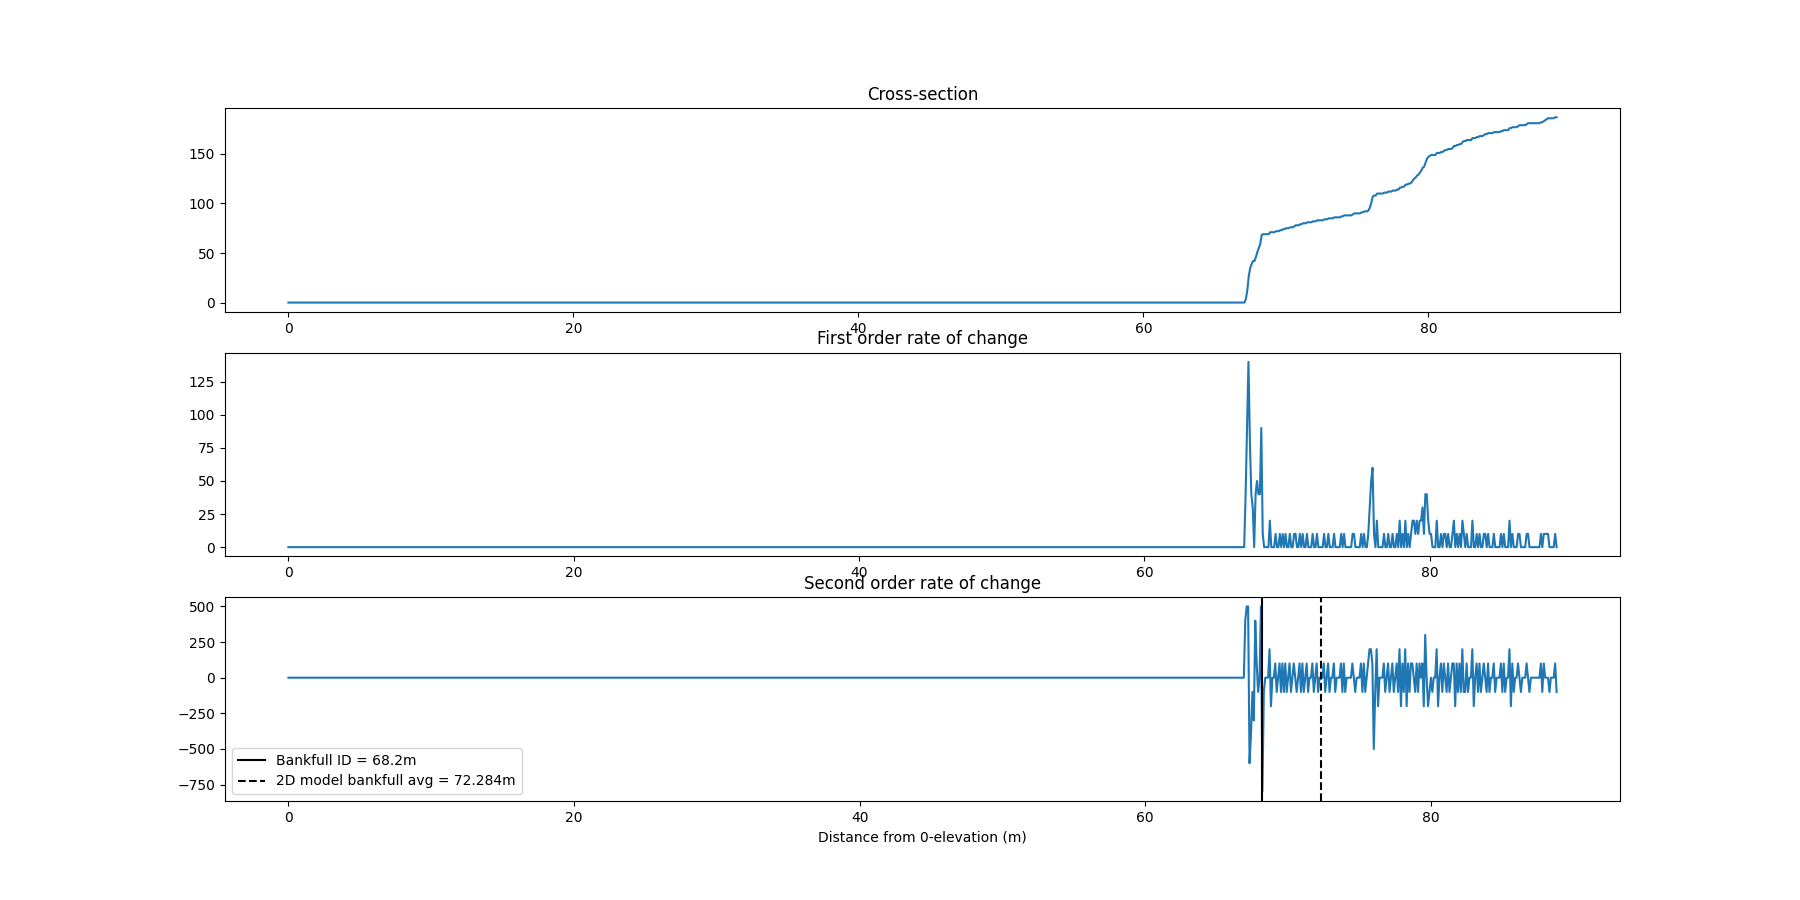 Cross-section
150
100
50
0
0 20 40 60 80
First order rate of change
125
100
75
50
25
0
0 20 40 60 80
Second order rate of change
500
250
0
−250
−500
−750
Bankfull ID = 68.2m
2D model bankfull avg = 72.284m
0 20 40 60 80
Distance from 0-elevation (m)